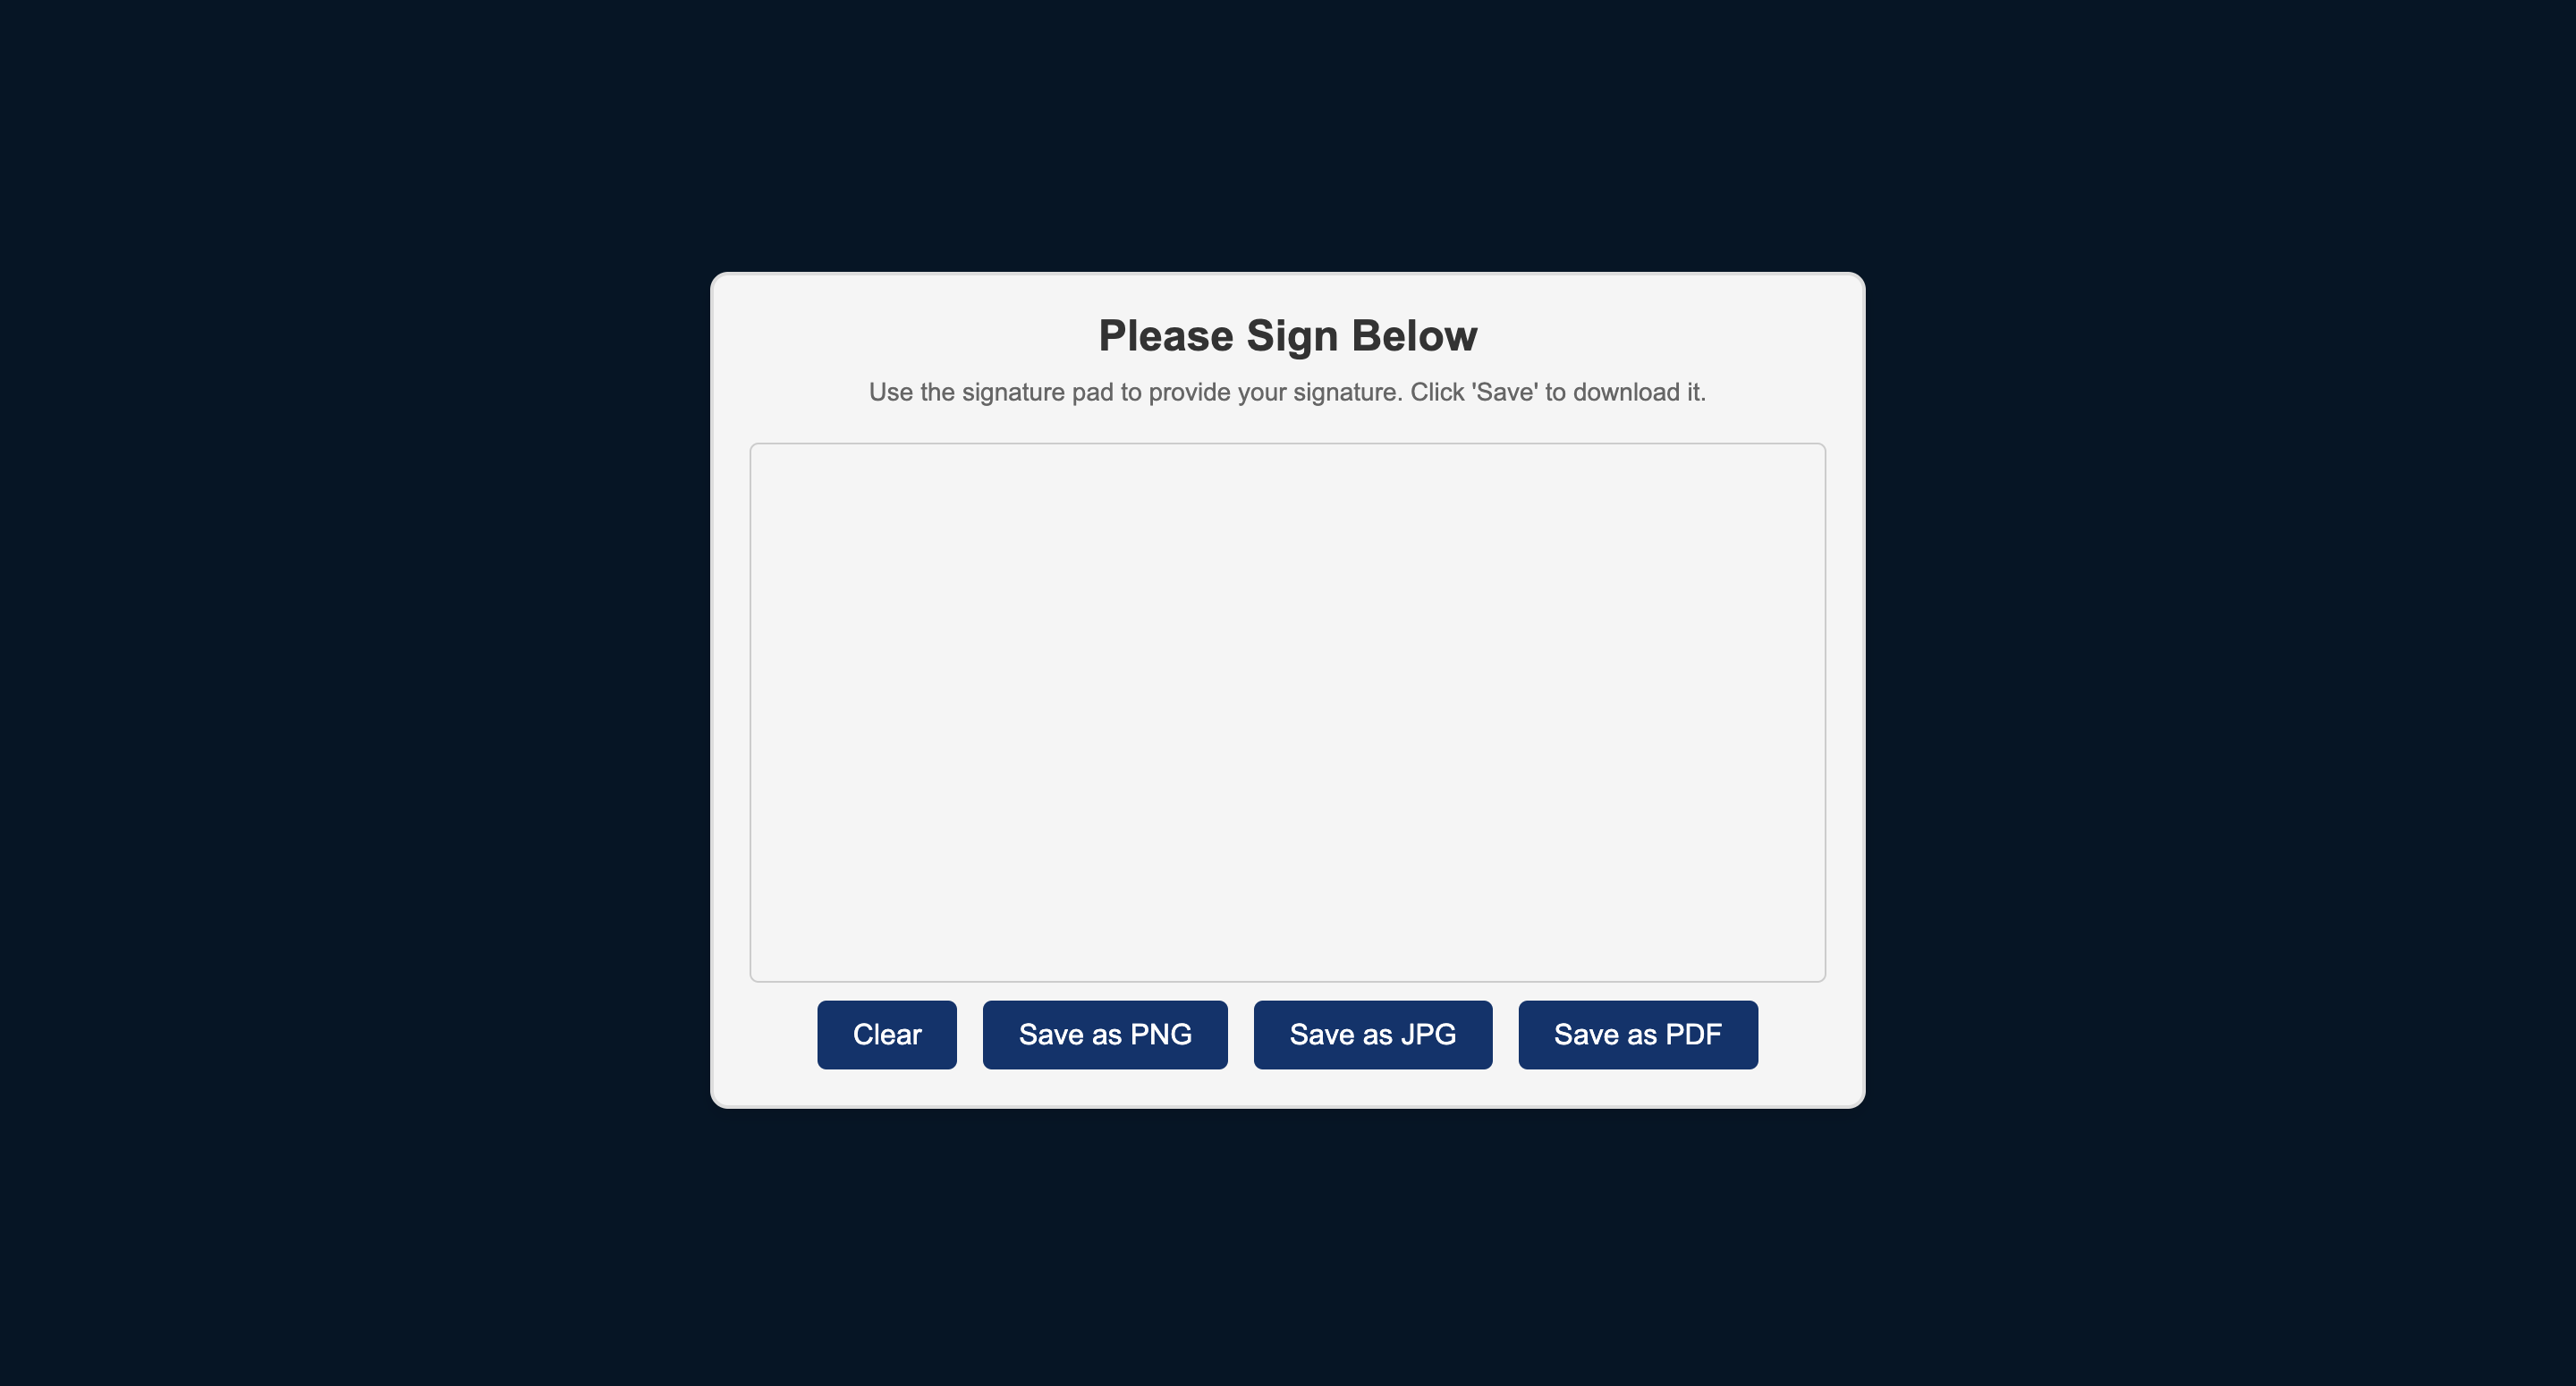 Please Sign Below
Use the signature pad to provide your signature. Click 'Save' to download it.
Clear
Save as PNG
Save as JPG
Save as PDF